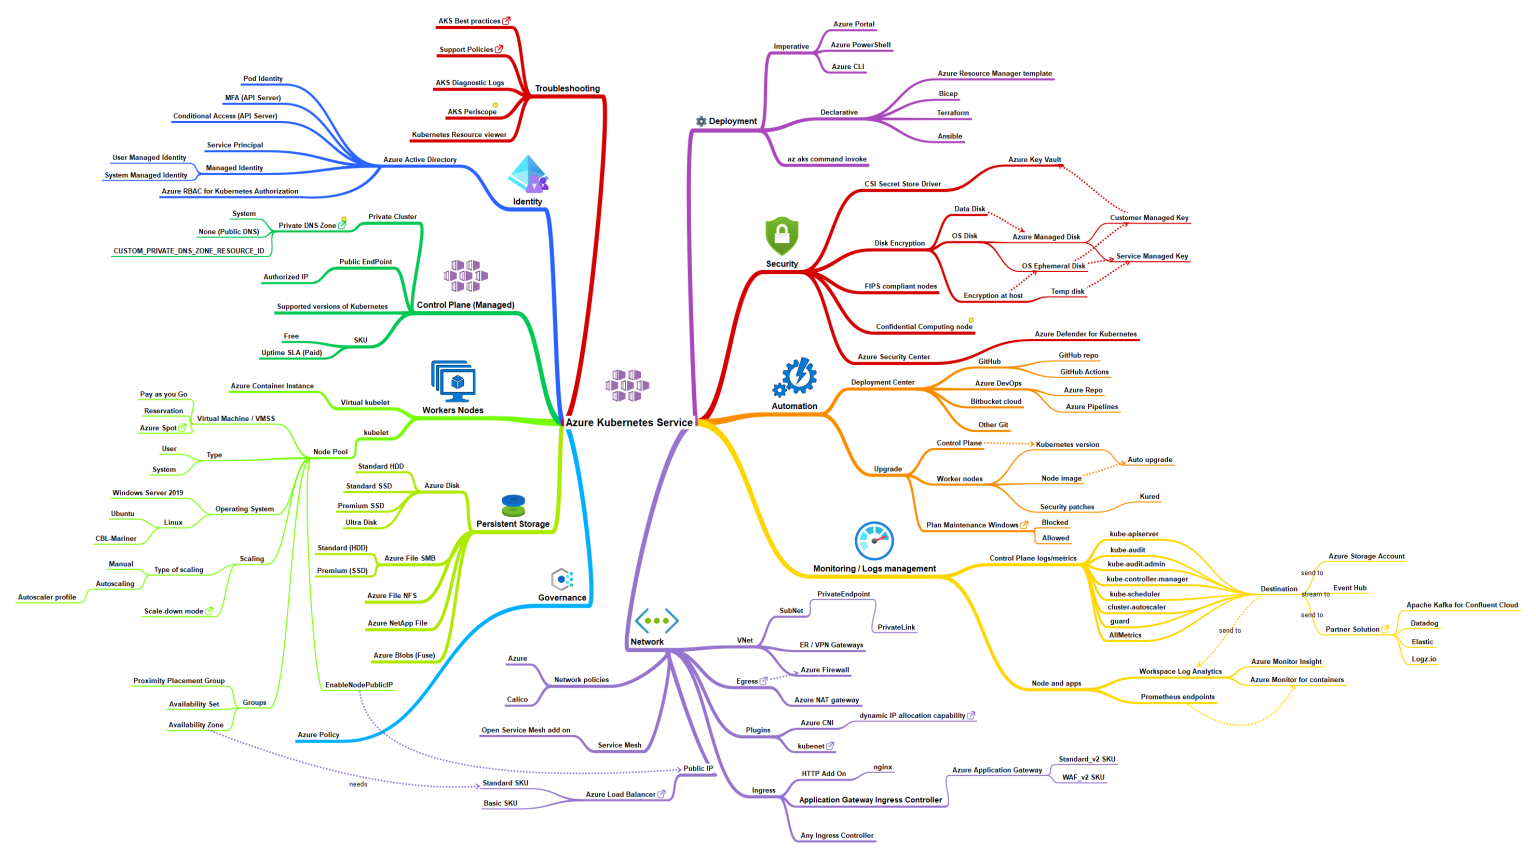 Azure Kubernetes Service
Troubleshooting
AKS Best practices
Support Policies
AKS Diagnostic Logs
AKS Periscope
Kubernetes Resource viewer
Identity
Azure Active Directory
Pod Identity
MFA (API Server)
Conditional Access (API Server)
Service Principal
Managed Identity
User Managed Identity
System Managed Identity
Azure RBAC for Kubernetes Authorization
Control Plane (Managed)
Private Cluster
Private DNS Zone
System
None (Public DNS)
CUSTOM_PRIVATE_DNS_ZONE_RESOURCE_ID
Public EndPoint
Authorized IP
Supported versions of Kubernetes
SKU
Free
Uptime SLA (Paid)
Workers Nodes
Virtual kubelet
Azure Container Instance
kubelet
Node Pool
Virtual Machine / VMSS
Pay as you Go
Reservation
Azure Spot
Type
User
System
Operating System
Windows Server 2019
Linux
Ubuntu
CBL-Mariner
Scaling
Type of scaling
Manual
Autoscaling
Autoscaler profile
Scale-down mode
Groups
Proximity Placement Group
Availability Set
Availability Zone
EnableNodePublicIP
Persistent Storage
Azure Disk
Standard HDD
Standard SSD
Premium SSD
Ultra Disk
Azure File SMB
Standard (HDD)
Premium (SSD)
Azure File NFS
Azure NetApp File
Azure Blobs (Fuse)
Governance
Azure Policy
Deployment
Imperative
Azure Portal
Azure PowerShell
Azure CLI
Declarative
Azure Resource Manager template
Bicep
Terraform
Ansible
az aks command invoke
Security
CSI Secret Store Driver
Azure Key Vault
Disk Encryption
Data Disk
OS Disk
Azure Managed Disk
Customer Managed Key
Service Managed Key
OS Ephemeral Disk
Encryption at host
Temp disk
FIPS compliant nodes
Confidential Computing node
Azure Security Center
Azure Defender for Kubernetes
Automation
Deployment Center
GitHub
GitHub repo
GitHub Actions
Azure DevOps
Azure Repo
Azure Pipelines
Bitbucket cloud
Other Git
Upgrade
Control Plane
Kubernetes version
Worker nodes
Node image
Auto upgrade
Security patches
Kured
Plan Maintenance Windows
Blocked
Allowed
Monitoring / Logs management
Control Plane logs/metrics
kube-apiserver
kube-audit
kube-audit-admin
kube-controller-manager
kube-scheduler
cluster-autoscaler
guard
AllMetrics
Destination
send to
Azure Storage Account
stream to
Event Hub
send to
Partner Solution
Apache Kafka for Confluent Cloud
Datadog
Elastic
Logz.io
send to
Node and apps
Workspace Log Analytics
Azure Monitor Insight
Azure Monitor for containers
Prometheus endpoints
Network
VNet
SubNet
PrivateEndpoint
PrivateLink
ER / VPN Gateways
Azure Firewall
Egress
Azure NAT gateway
Plugins
Azure CNI
dynamic IP allocation capability
kubenet
Ingress
HTTP Add On
nginx
Application Gateway Ingress Controller
Azure Application Gateway
Standard_v2 SKU
WAF_v2 SKU
Any Ingress Controller
Network policies
Azure
Calico
Service Mesh
Open Service Mesh add on
Public IP
Azure Load Balancer
Standard SKU
Basic SKU
needs